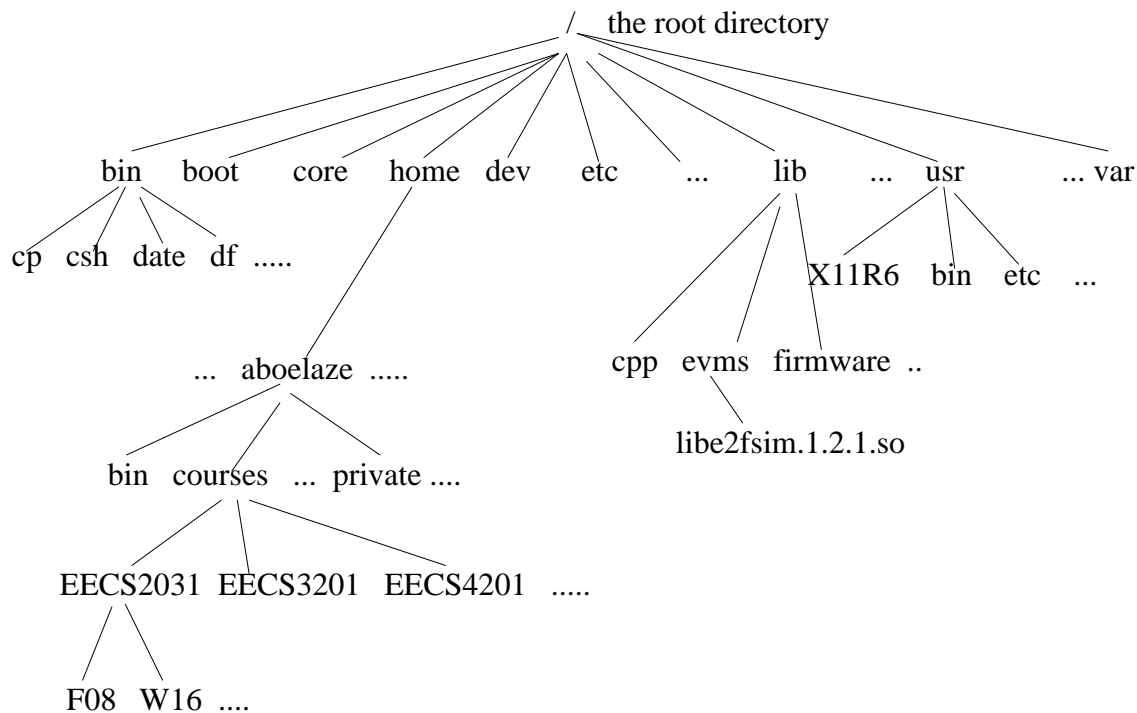 / the root directory
bin boot core home dev etc ... lib ... usr ... var
cp csh date df .....
X11R6 bin etc ...
... aboelaze .....
cpp evms firmware ..
libe2fsim.1.2.1.so
bin courses ... private ....
EECS2031 EECS3201 EECS4201 .....
F08 W16 ....